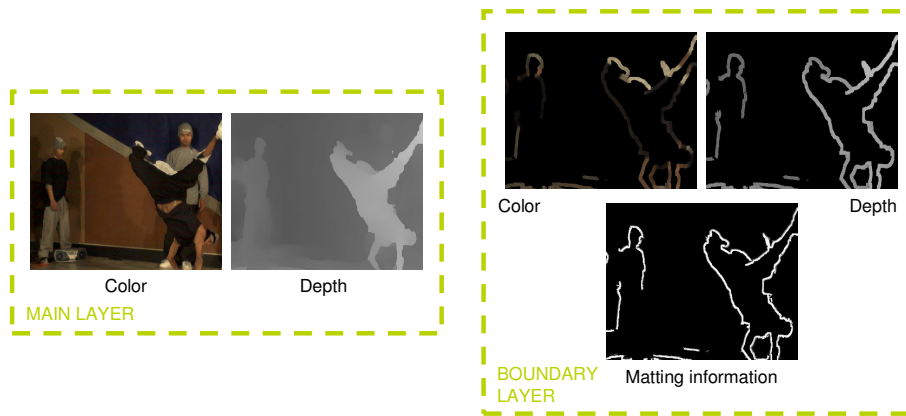 Color
Depth
MAIN LAYER
Color
Depth
Matting information
BOUNDARY
LAYER